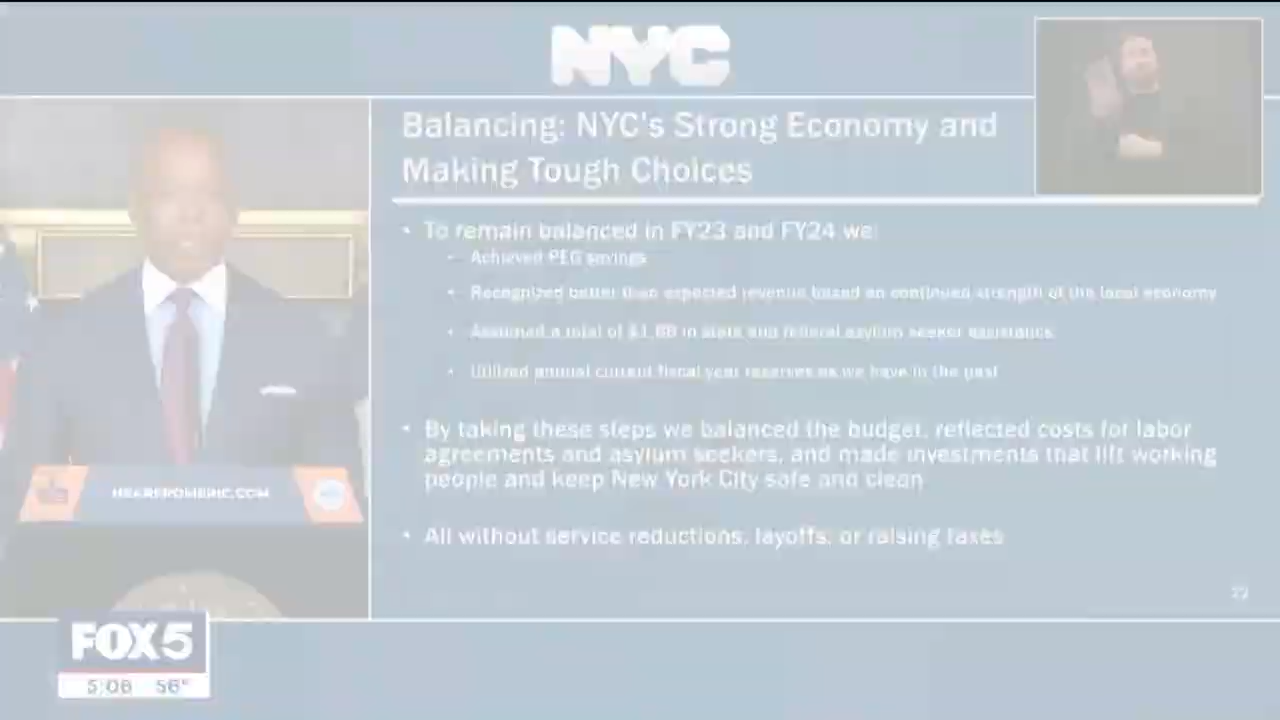 NYC
Balancing: NYC's Strong Economy and
Making Tough Choices
• To remain balanced in FY23 and FY24 we:
• Achieved PEG savings
• Recognized better than expected revenue based on continued strength of the local economy
• Assumed a total of in state and federal asylum seeker assistance
• Utilized annual current fiscal year reserves as we have in the past
• By taking these steps we balanced the budget, reflected costs for labor
agreements and asylum seekers, and made investments that lift working
people and keep New York City safe and clean
• All without service reductions, layoffs, or raising taxes
HEARFROMERIC.COM
FOX 5
5:06 56°